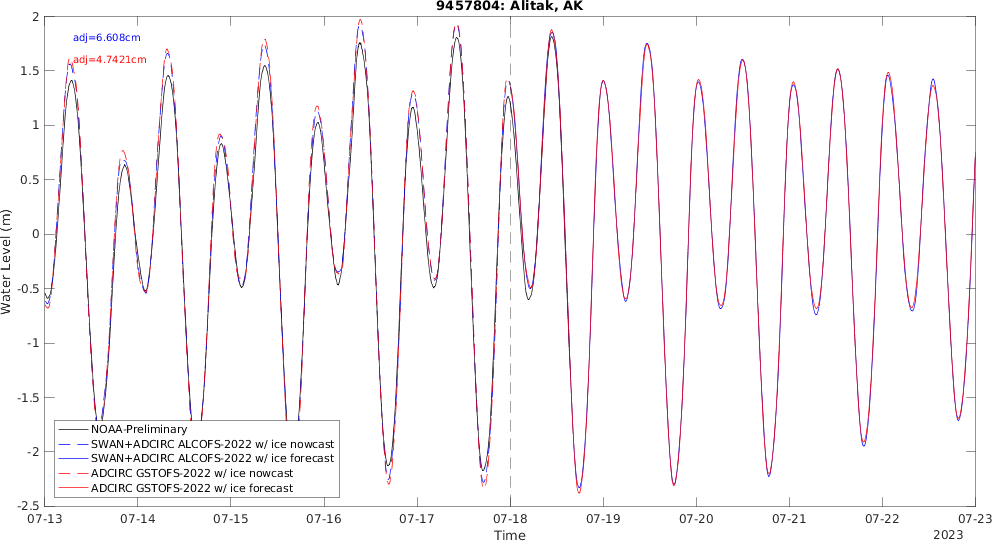 9457804: Alitak, AK
adj=6.608cm
adj=4.7421cm
2
1.5
1
0.5
0
-0.5
-1
-1.5
-2
-2.5
Water Level (m)
NOAA-Preliminary
SWAN+ADCIRC ALCOFS-2022 w/ ice nowcast
SWAN+ADCIRC ALCOFS-2022 w/ ice forecast
ADCIRC GSTOFS-2022 w/ ice nowcast
ADCIRC GSTOFS-2022 w/ ice forecast
07-13 07-14 07-15 07-16 07-17 07-18 07-19 07-20 07-21 07-22 07-23
Time
2023